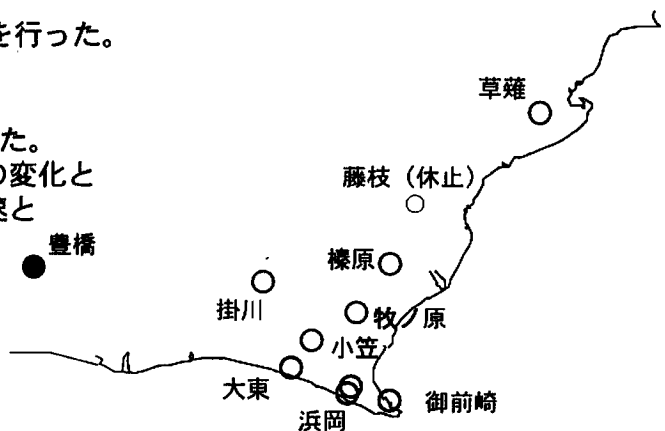 を行った。
た。
の変化と
と
草薙
藤枝（休止）
豊橋
榛原
掛川
牧ノ原
小笠
大東
浜岡
御前崎